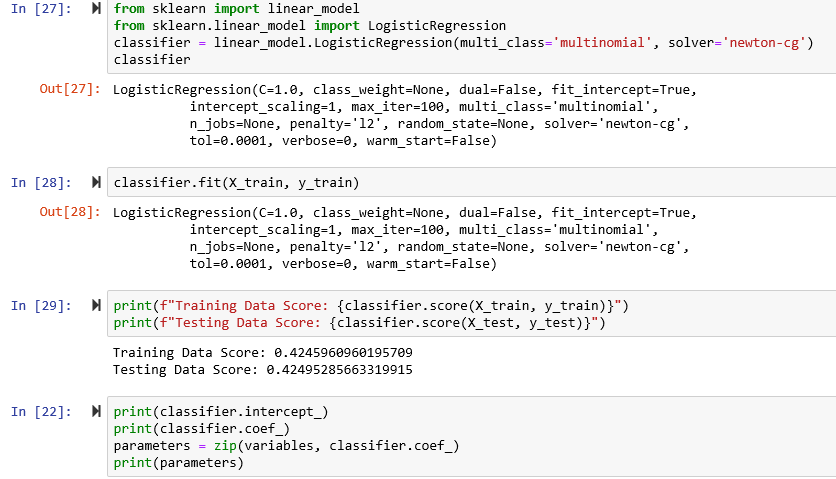 In [27]: from sklearn import linear_model
from sklearn.linear_model import LogisticRegression
classifier = linear_model.LogisticRegression(multi_class='multinomial', solver='newton-cg')
classifier
Out[27]: LogisticRegression(C=1.0, class_weight=None, dual=False, fit_intercept=True,
intercept_scaling=1, max_iter=100, multi_class='multinomial',
n_jobs=None, penalty='l2', random_state=None, solver='newton-cg',
tol=0.0001, verbose=0, warm_start=False)
In [28]: classifier.fit(X_train, y_train)
Out[28]: LogisticRegression(C=1.0, class_weight=None, dual=False, fit_intercept=True,
intercept_scaling=1, max_iter=100, multi_class='multinomial',
n_jobs=None, penalty='l2', random_state=None, solver='newton-cg',
tol=0.0001, verbose=0, warm_start=False)
In [29]: print(f"Training Data Score: {classifier.score(X_train, y_train)}")
print(f"Testing Data Score: {classifier.score(X_test, y_test)}")
Training Data Score: 0.4245960960195709
Testing Data Score: 0.42495285663319915
In [22]: print(classifier.intercept_)
print(classifier.coef_)
parameters = zip(variables, classifier.coef_)
print(parameters)